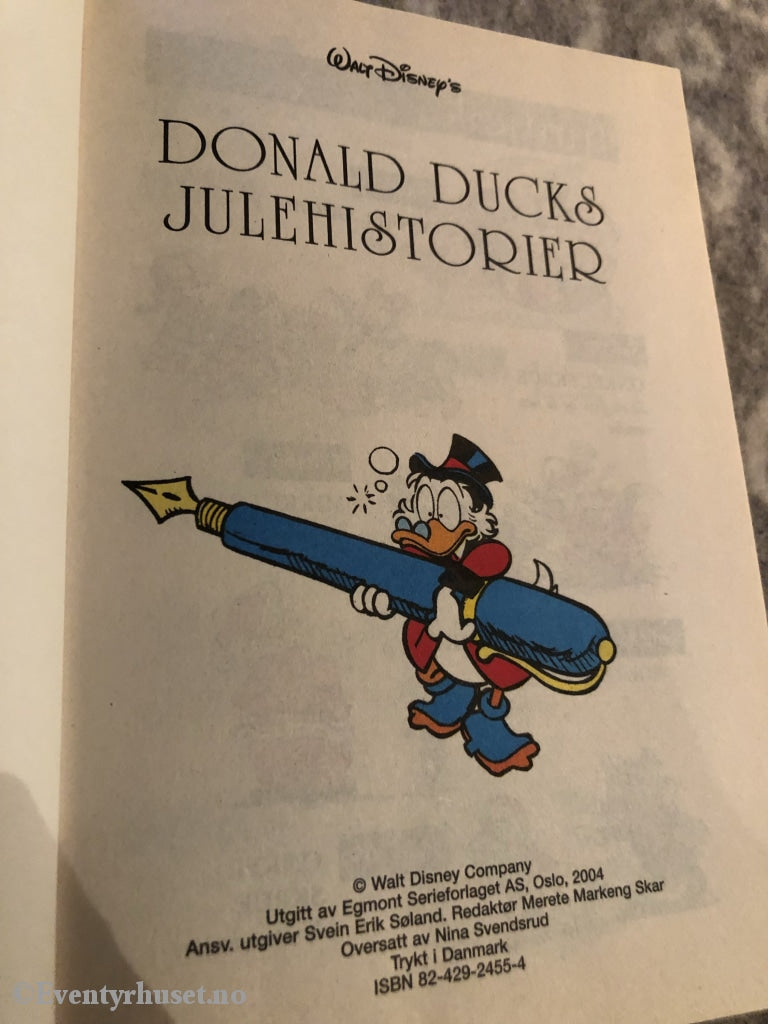 Walt Disney's
DONALD DUCKS
JULEHISTORIER
© Walt Disney Company
Utgitt av Egmont Serieforlaget AS, Oslo, 2004
Ansv. utgiver Svein Erik Søland. Redaktør Merete Markeng Skar
Oversatt av Nina Svendsrud
Trykt i Danmark
ISBN 82-429-2455-4
©Eventyrhuset.no